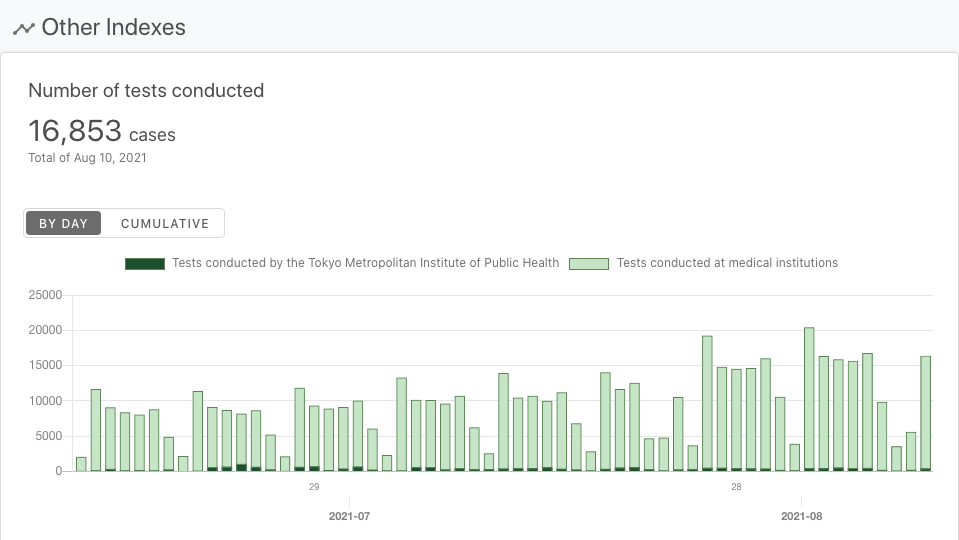 Other Indexes
Number of tests conducted
16,853 cases
Total of Aug 10, 2021
BY DAY CUMULATIVE
Tests conducted by the Tokyo Metropolitan Institute of Public Health Tests conducted at medical institutions
25000
20000
15000
10000
5000
0
29 28
2021-07 2021-08